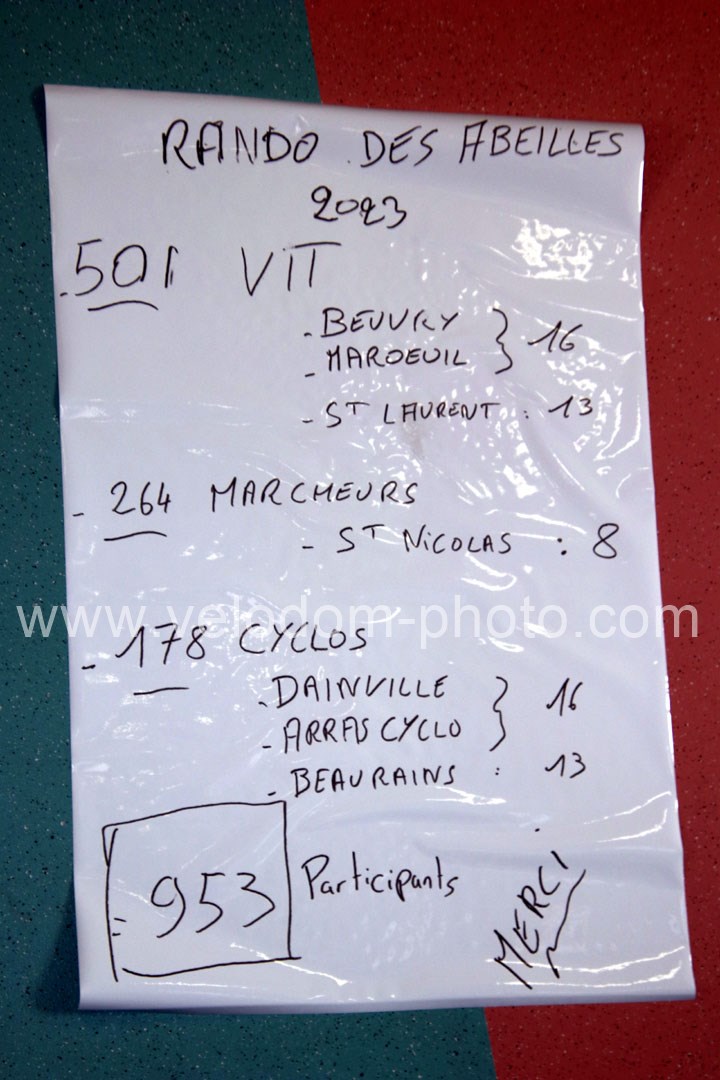 RANDO DES ABEILLES
2023
- 501 VTT
- BEUVRY } 16
- MAROEUIL
- ST LAURENT : 13
- 264 MARCHEURS
- ST NiCOLAS : 8
www.velodom-photo.com
- 178 CYCLOS
- DAINVILLE } 16
- ARRAS CYCLO
- BEAURAINS : 13
= 953 Participants
MERCI